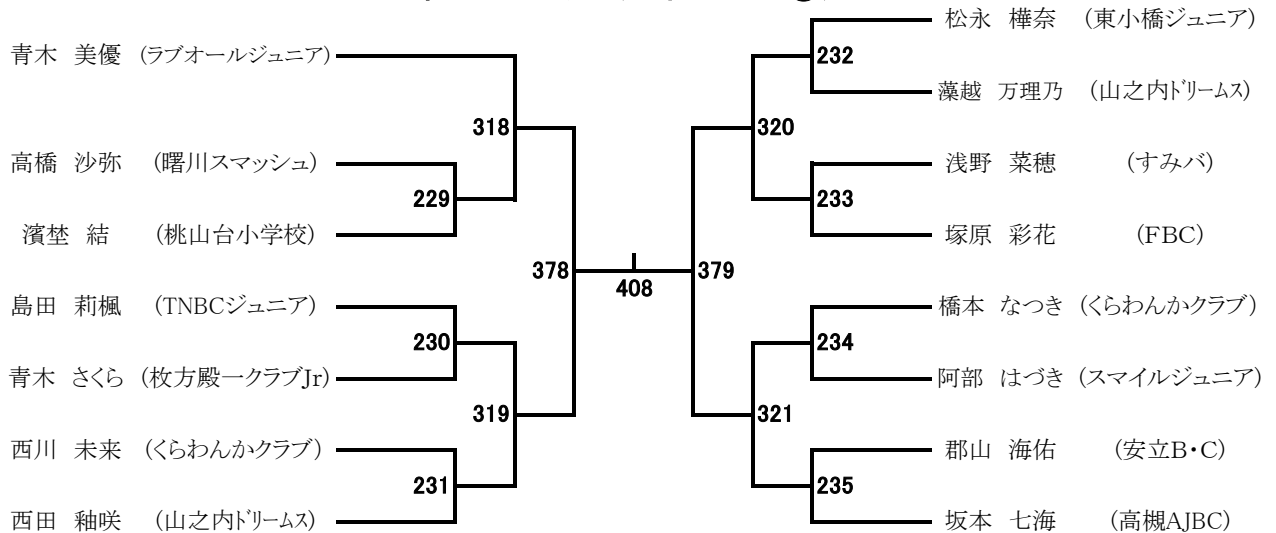 青木 美優 (ラブオールジュニア)
318
高橋 沙弥 (曙川スマッシュ)
229
濱埜 結 (桃山台小学校)
378
島田 莉楓 (TNBCジュニア)
230
青木 さくら (枚方殿一クラブJr)
319
西川 未来 (くらわんかクラブ)
231
西田 釉咲 (山之内ドリームス)
408
松永 樺奈 (東小橋ジュニア)
232
藻越 万理乃 (山之内ドリームス)
320
浅野 菜穂 (すみバ)
233
塚原 彩花 (FBC)
379
橋本 なつき (くらわんかクラブ)
234
阿部 はづき (スマイルジュニア)
321
郡山 海佑 (安立B・C)
235
坂本 七海 (高槻AJBC)